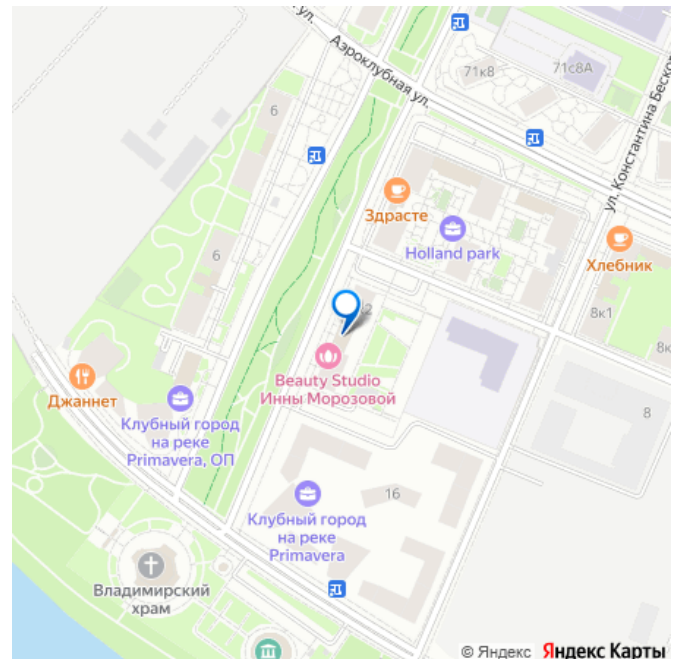 ул.
Аэроклубная ул.
71к8
71с8А
ул. Константина Беско
6
Здрасте
Holland park
Хлебник
6
8к1
8к
Beauty Studio
Инны Морозовой
Джаннет
Клубный город
на реке
Primavera, ОП
8
16
Клубный город
на реке
Primavera
Владимирский
храм
© Яндекс Яндекс Карты